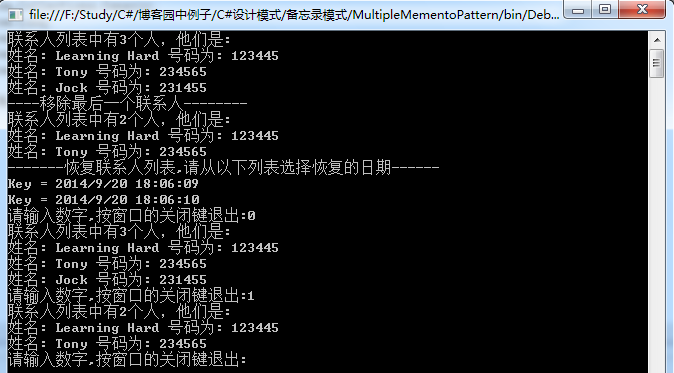 file:///F:/Study/C#/博客园中例子/C#设计模式/备忘录模式/MultipleMementoPattern/bin/Deb...
联系人列表中有3个人，他们是:
姓名: Learning Hard 号码为: 123445
姓名: Tony 号码为: 234565
姓名: Jock 号码为: 231455
----移除最后一个联系人--------
联系人列表中有2个人，他们是:
姓名: Learning Hard 号码为: 123445
姓名: Tony 号码为: 234565
-------恢复联系人列表,请从以下列表选择恢复的日期------
Key = 2014/9/20 18:06:09
Key = 2014/9/20 18:06:10
请输入数字,按窗口的关闭键退出:0
联系人列表中有3个人，他们是:
姓名: Learning Hard 号码为: 123445
姓名: Tony 号码为: 234565
姓名: Jock 号码为: 231455
请输入数字,按窗口的关闭键退出:1
联系人列表中有2个人，他们是:
姓名: Learning Hard 号码为: 123445
姓名: Tony 号码为: 234565
请输入数字,按窗口的关闭键退出: